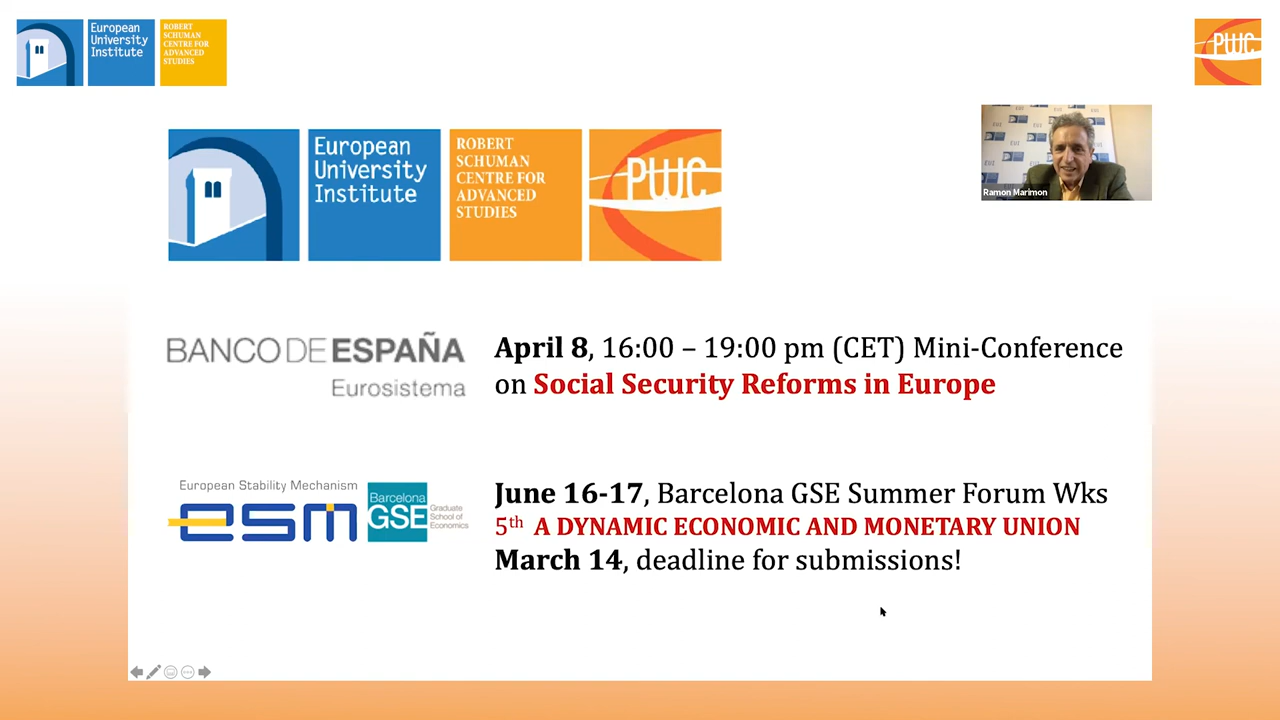 European
University
Institute
ROBERT
SCHUMAN
CENTRE FOR
ADVANCED
STUDIES
PWC
European
University
Institute
ROBERT
SCHUMAN
CENTRE FOR
ADVANCED
STUDIES
PWC
Ramon Marimon
BANCO DE ESPAÑA
Eurosistema
April 8, 16:00 – 19:00 pm (CET) Mini-Conference
on Social Security Reforms in Europe
European Stability Mechanism
esm
Barcelona
GSE
Graduate
School of
Economics
June 16-17, Barcelona GSE Summer Forum Wks
5th A DYNAMIC ECONOMIC AND MONETARY UNION
March 14, deadline for submissions!